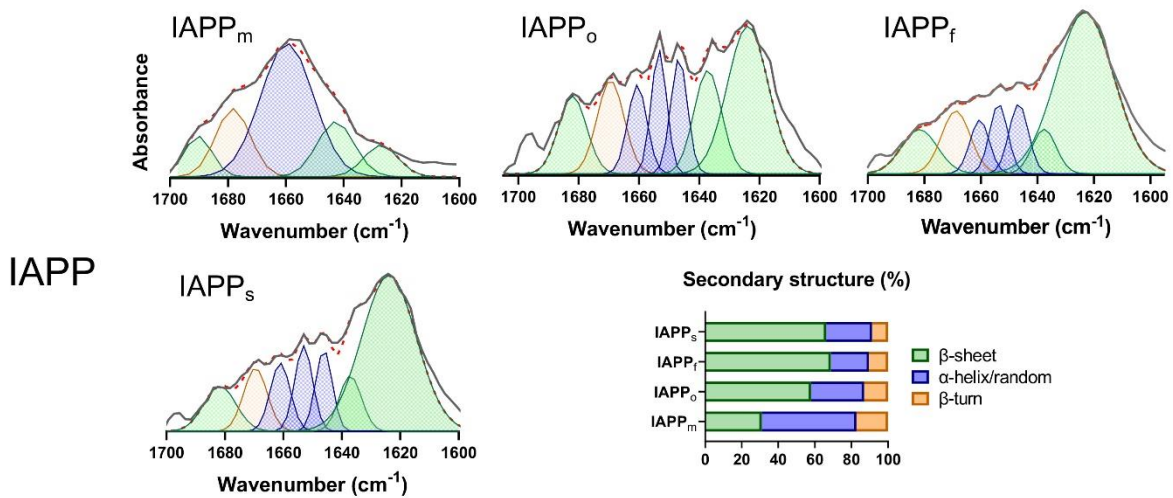 IAPPm
IAPPo
IAPPf
Absorbance
1700 1680 1660 1640 1620 1600
1700 1680 1660 1640 1620 1600
1700 1680 1660 1640 1620 1600
Wavenumber (cm-1)
Wavenumber (cm-1)
Wavenumber (cm-1)
IAPP
IAPPs
1700 1680 1660 1640 1620 1600
Wavenumber (cm-1)
Secondary structure (%)
IAPPs
IAPPf
IAPPo
IAPPm
0 20 40 60 80 100
β-sheet
α-helix/random
β-turn